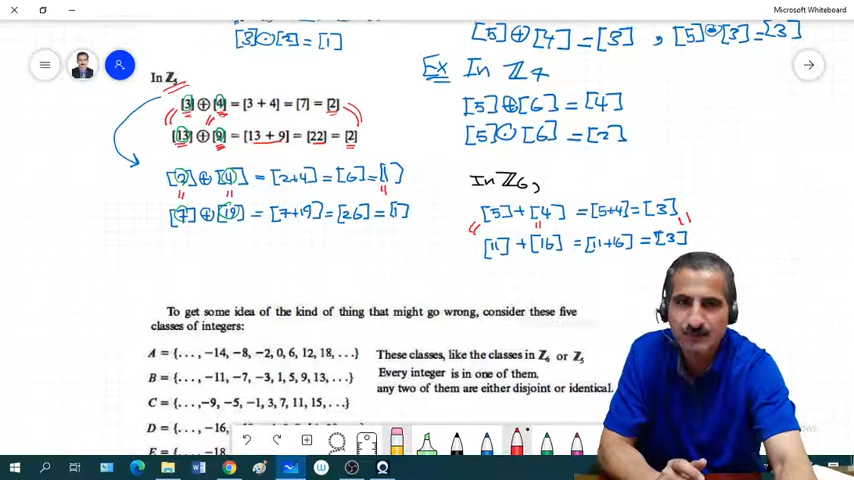 Microsoft Whiteboard
[3]⊙[2]=[1]
In ℤ₅
[3] ⊕ [4] = [3 + 4] = [7] = [2]
[13] ⊕ [9] = [13 + 9] = [22] = [2]
[2]⊕[4] = [2+4] = [6] = [1]
[7]⊕[19] = [7+19] = [26] = [1]
[5]⊕[4] = [3] , [5]⊙[3] = [3]
Ex In ℤ₇
[5]⊕[6] = [4]
[5]⊙[6] = [2]
In ℤ₆,
[5]+[4] = [5+4] = [3]
[11] + [16] = [11+16] = [3]
To get some idea of the kind of thing that might go wrong, consider these five
classes of integers:
A = {. . . , −14, −8, −2, 0, 6, 12, 18, . . .}
B = {. . . , −11, −7, −3, 1, 5, 9, 13, . . .}
C = {. . . ,−9, −5, −1, 3, 7, 11, 15, . . .}
D = {. . . , −16,
E = {. . . , −18
These classes, like the classes in ℤ₆ or ℤ₅
Every integer is in one of them,
any two of them are either disjoint or identical.